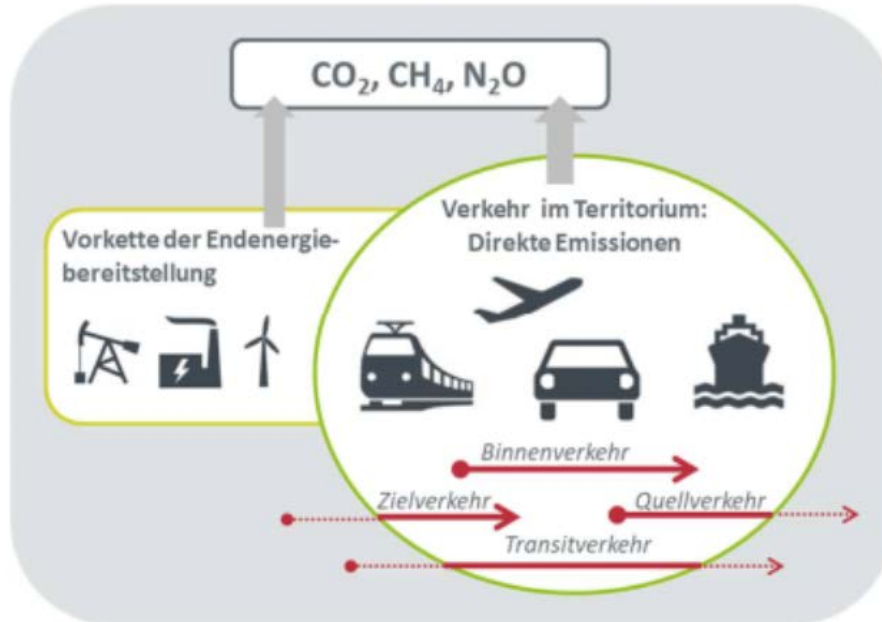 CO₂, CH₄, N₂O
Vorkette der Endenergie-
bereitstellung
Verkehr im Territorium:
Direkte Emissionen
Binnenverkehr
Zielverkehr
Quellverkehr
Transitverkehr